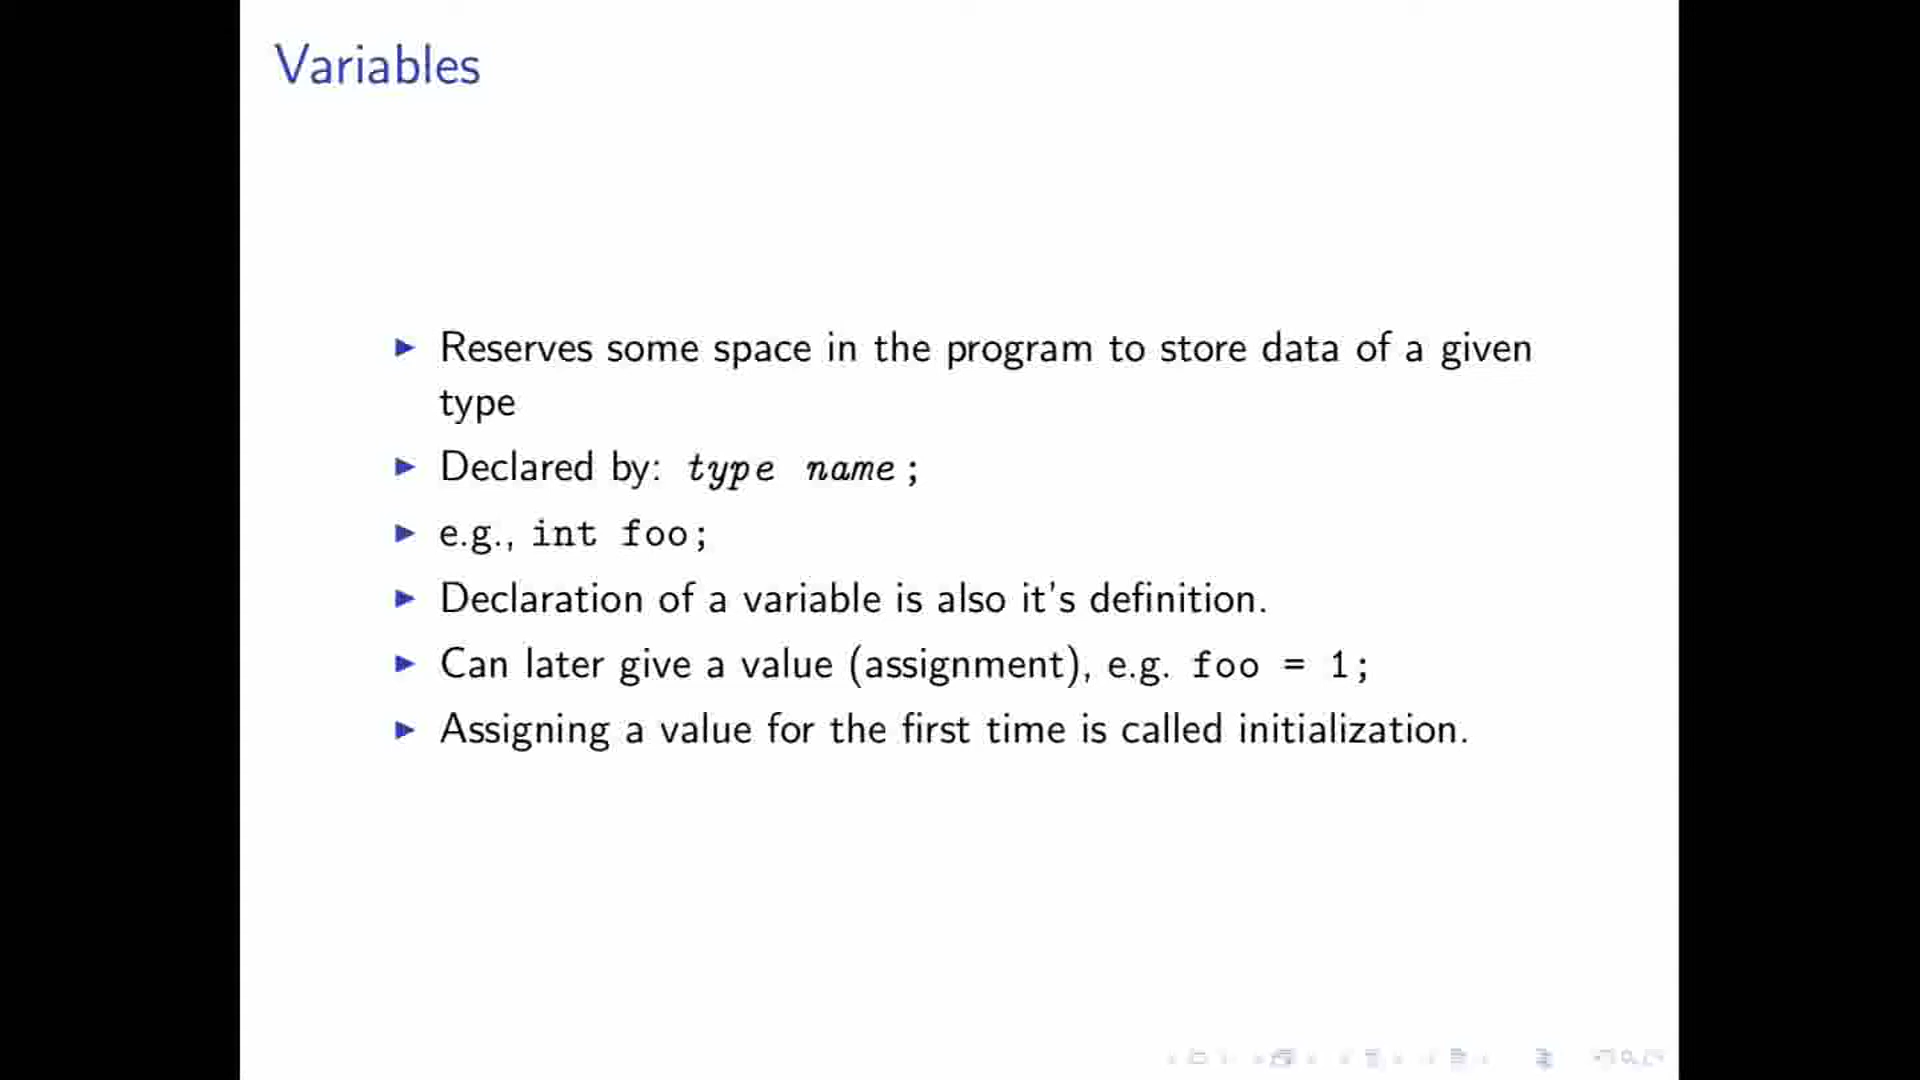 Variables
Reserves some space in the program to store data of a given
type
Declared by: type name;
e.g., int foo;
Declaration of a variable is also it's definition.
Can later give a value (assignment), e.g. foo = 1;
Assigning a value for the first time is called initialization.